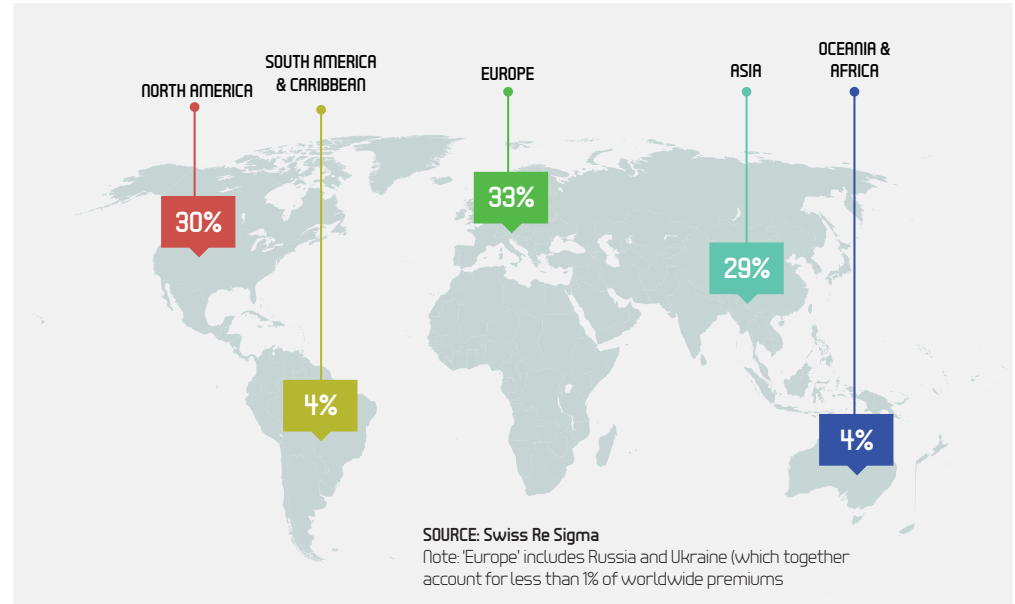 NORTH AMERICA
30%
SOUTH AMERICA
& CARIBBEAN
4%
EUROPE
33%
ASIA
29%
OCEANIA &
AFRICA
4%
SOURCE: Swiss Re Sigma
Note: 'Europe' includes Russia and Ukraine (which together
account for less than 1% of worldwide premiums